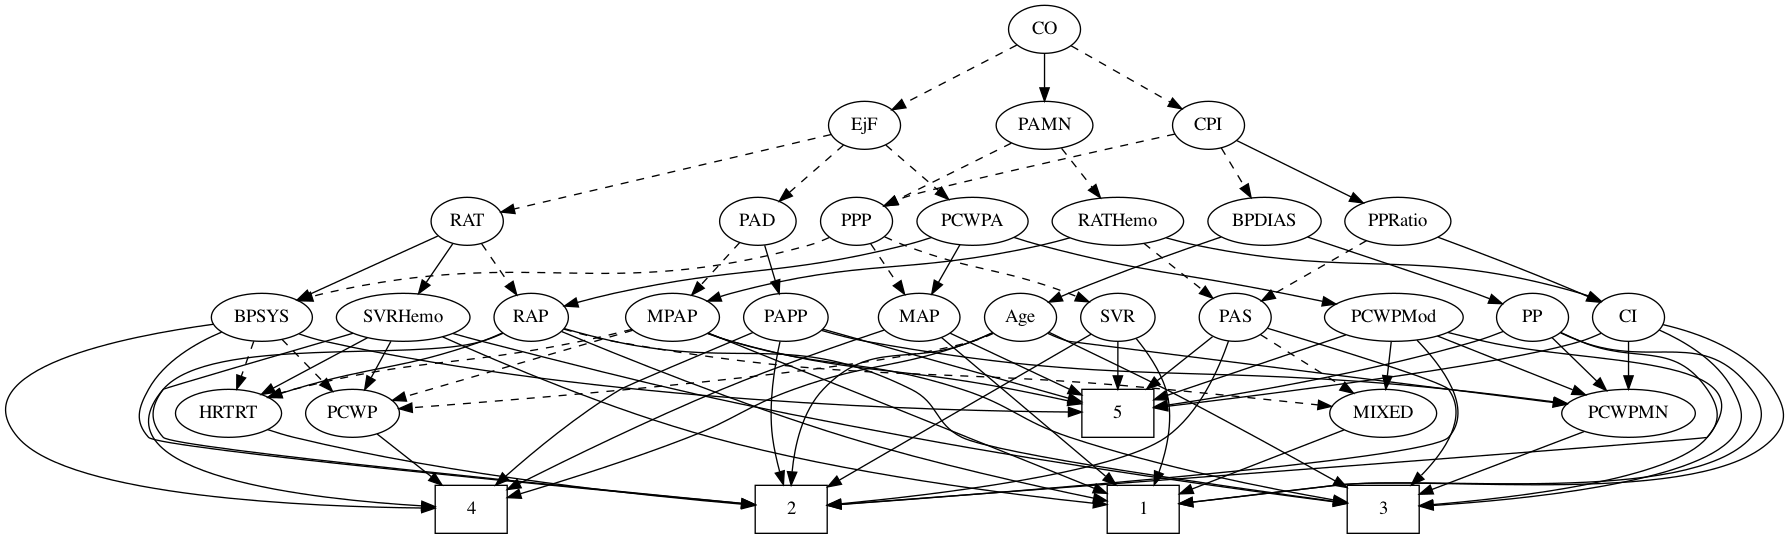 CO
EjF
PAMN
CPI
RAT
PAD
PPP
PCWPA
RATHemo
BPDIAS
PPRatio
BPSYS
SVRHemo
RAP
MPAP
PAPP
MAP
Age
SVR
PAS
PCWPMod
PP
CI
HRTRT
PCWP
5
MIXED
PCWPMN
4
2
1
3